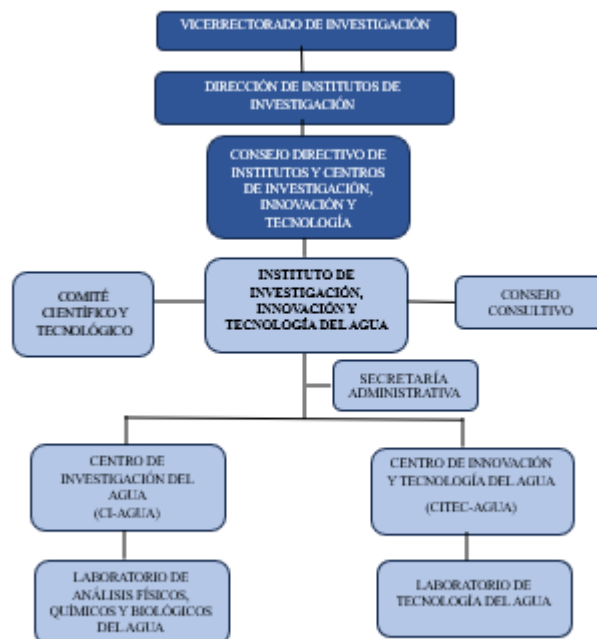 VICERRECTORADO DE INVESTIGACIÓN
DIRECCIÓN DE INSTITUTOS DE
INVESTIGACIÓN
CONSEJO DIRECTIVO DE
INSTITUTOS Y CENTROS
DE INVESTIGACIÓN,
INNOVACIÓN Y
TECNOLOGÍA
COMITÉ
CIENTÍFICO Y
TECNOLÓGICO
INSTITUTO DE
INVESTIGACIÓN,
INNOVACIÓN Y
TECNOLOGÍA DEL AGUA
CONSEJO
CONSULTIVO
SECRETARÍA
ADMINISTRATIVA
CENTRO DE
INVESTIGACIÓN DEL
AGUA
(CI-AGUA)
CENTRO DE INNOVACIÓN
Y TECNOLOGÍA DEL AGUA
(CITEC-AGUA)
LABORATORIO DE
ANÁLISIS FÍSICOS,
QUÍMICOS Y BIOLÓGICOS
DEL AGUA
LABORATORIO DE
TECNOLOGÍA DEL AGUA